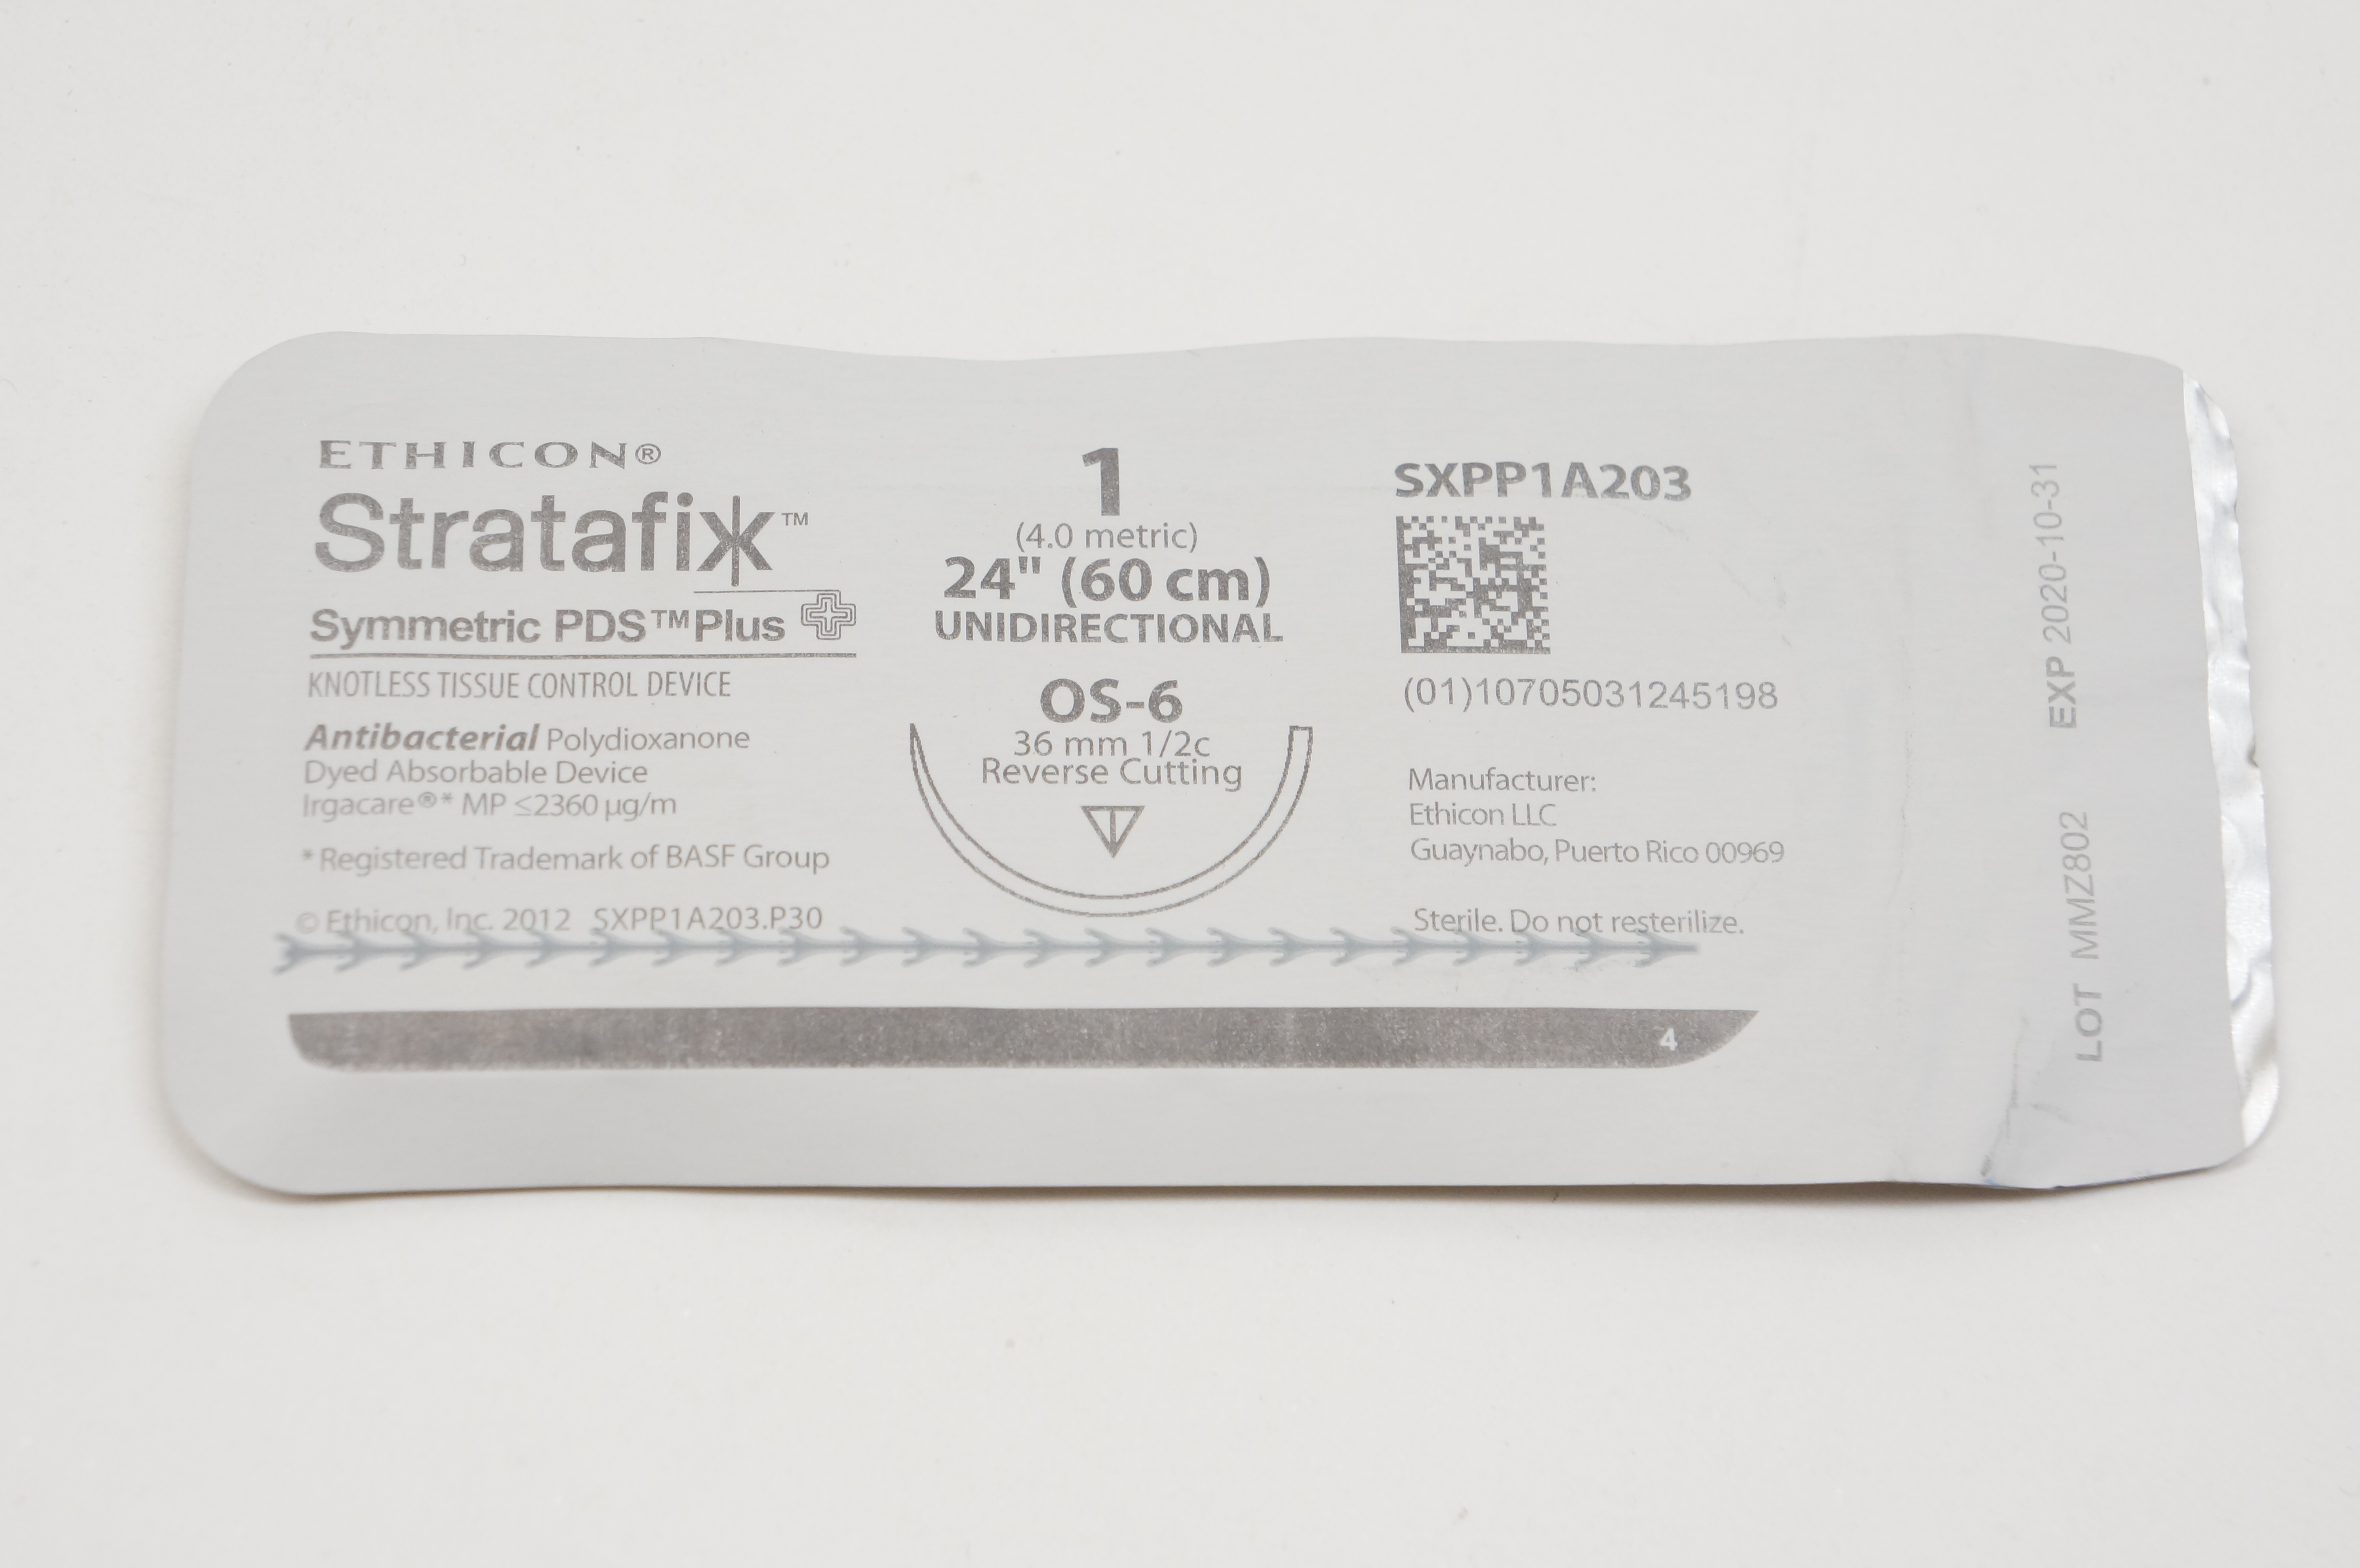 ETHICON®
Stratafix™
Symmetric PDS™Plus
KNOTLESS TISSUE CONTROL DEVICE
Antibacterial Polydioxanone
Dyed Absorbable Device
Irgacare®* MP ≤2360 µg/m
*Registered Trademark of BASF Group
© Ethicon, Inc. 2012 SXPP1A203.P30
1
(4.0 metric)
24" (60 cm)
UNIDIRECTIONAL
OS-6
36 mm 1/2c
Reverse Cutting
SXPP1A203
(01)10705031245198
Manufacturer:
Ethicon LLC
Guaynabo, Puerto Rico 00969
Sterile. Do not resterilize.
4
LOT MMZ802 EXP 2020-10-31